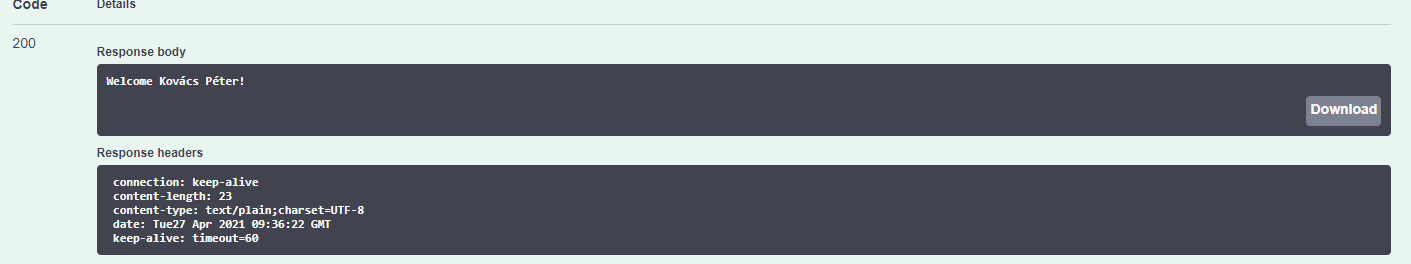 Code Details
200
Response body
Welcome Kovács Péter!
Download
Response headers
connection: keep-alive
content-length: 23
content-type: text/plain;charset=UTF-8
date: Tue27 Apr 2021 09:36:22 GMT
keep-alive: timeout=60